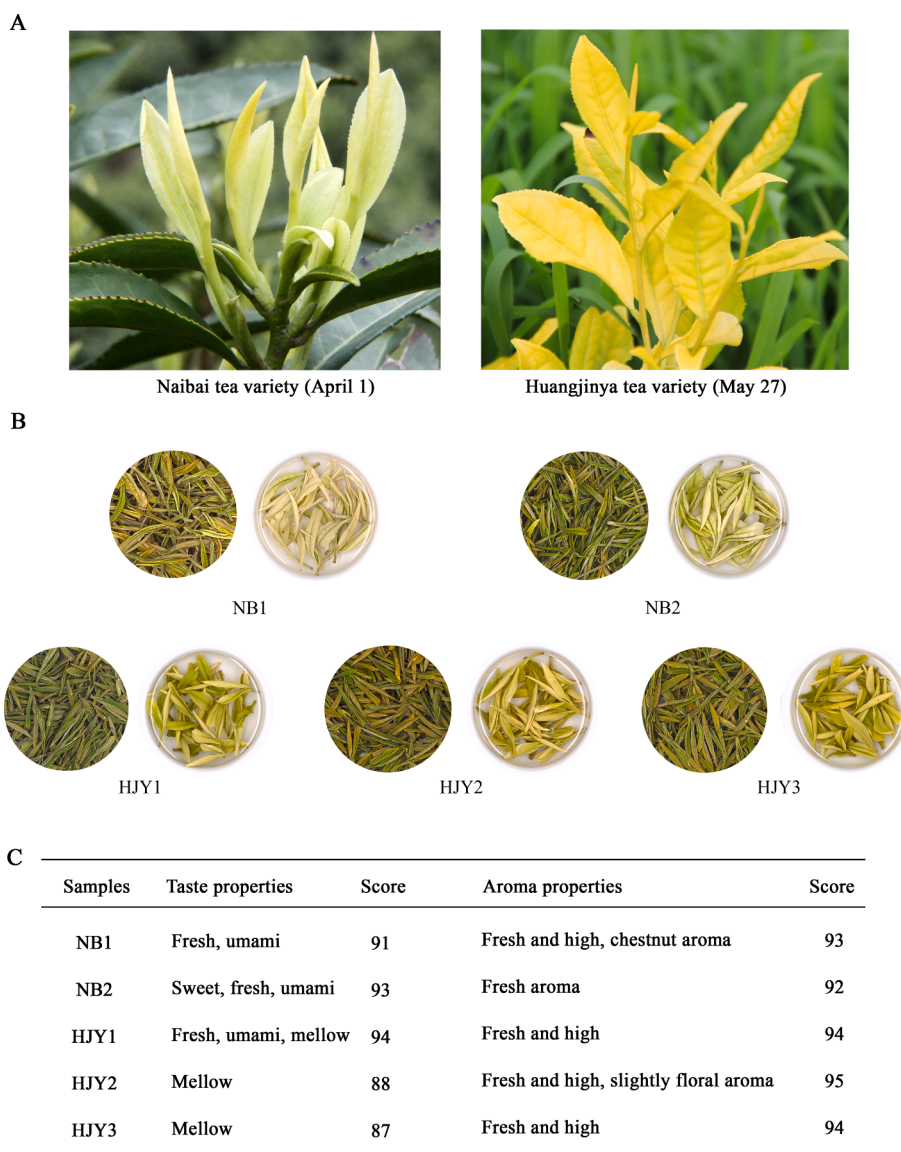 A
Naibai tea variety (April 1)
Huangjinya tea variety (May 27)
B
NB1
NB2
HJY1
HJY2
HJY3
C
Samples Taste properties Score Aroma properties Score
NB1 Fresh, umami 91 Fresh and high, chestnut aroma 93
NB2 Sweet, fresh, umami 93 Fresh aroma 92
HJY1 Fresh, umami, mellow 94 Fresh and high 94
HJY2 Mellow 88 Fresh and high, slightly floral aroma 95
HJY3 Mellow 87 Fresh and high 94